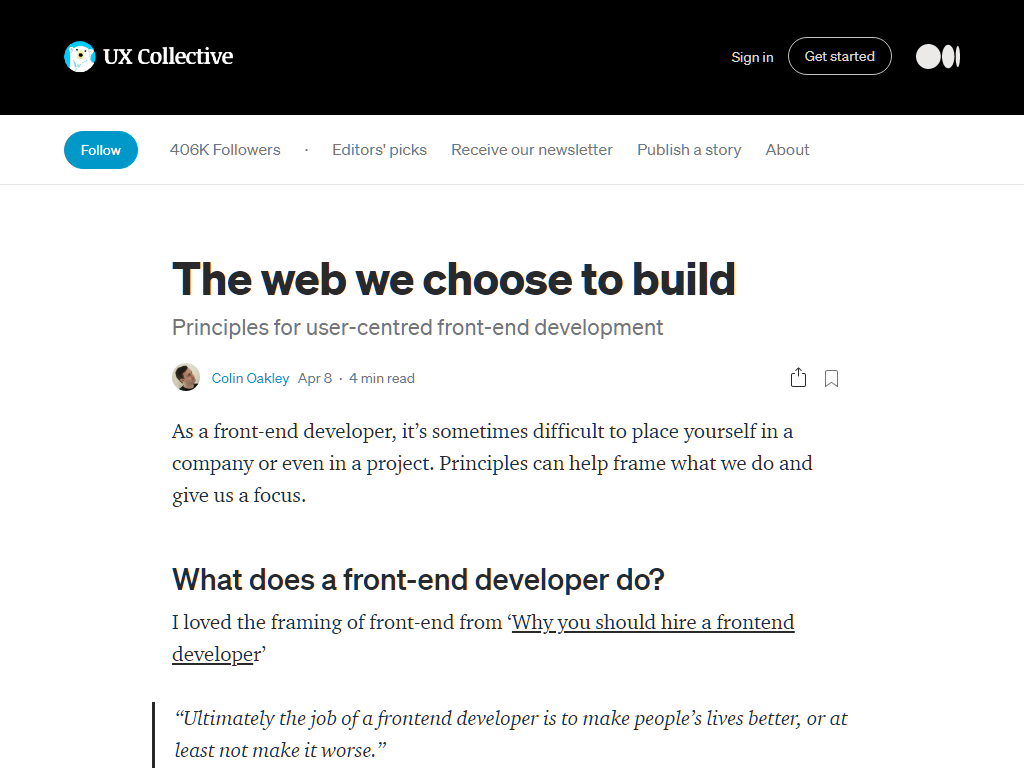 UX Collective
Sign in
Get started
Follow
406K Followers · Editors' picks Receive our newsletter Publish a story About
The web we choose to build
Principles for user-centred front-end development
Colin Oakley Apr 8 · 4 min read
As a front-end developer, it’s sometimes difficult to place yourself in a
company or even in a project. Principles can help frame what we do and
give us a focus.
What does a front-end developer do?
I loved the framing of front-end from ‘Why you should hire a frontend
developer’
“Ultimately the job of a frontend developer is to make people’s lives better, or at
least not make it worse.”